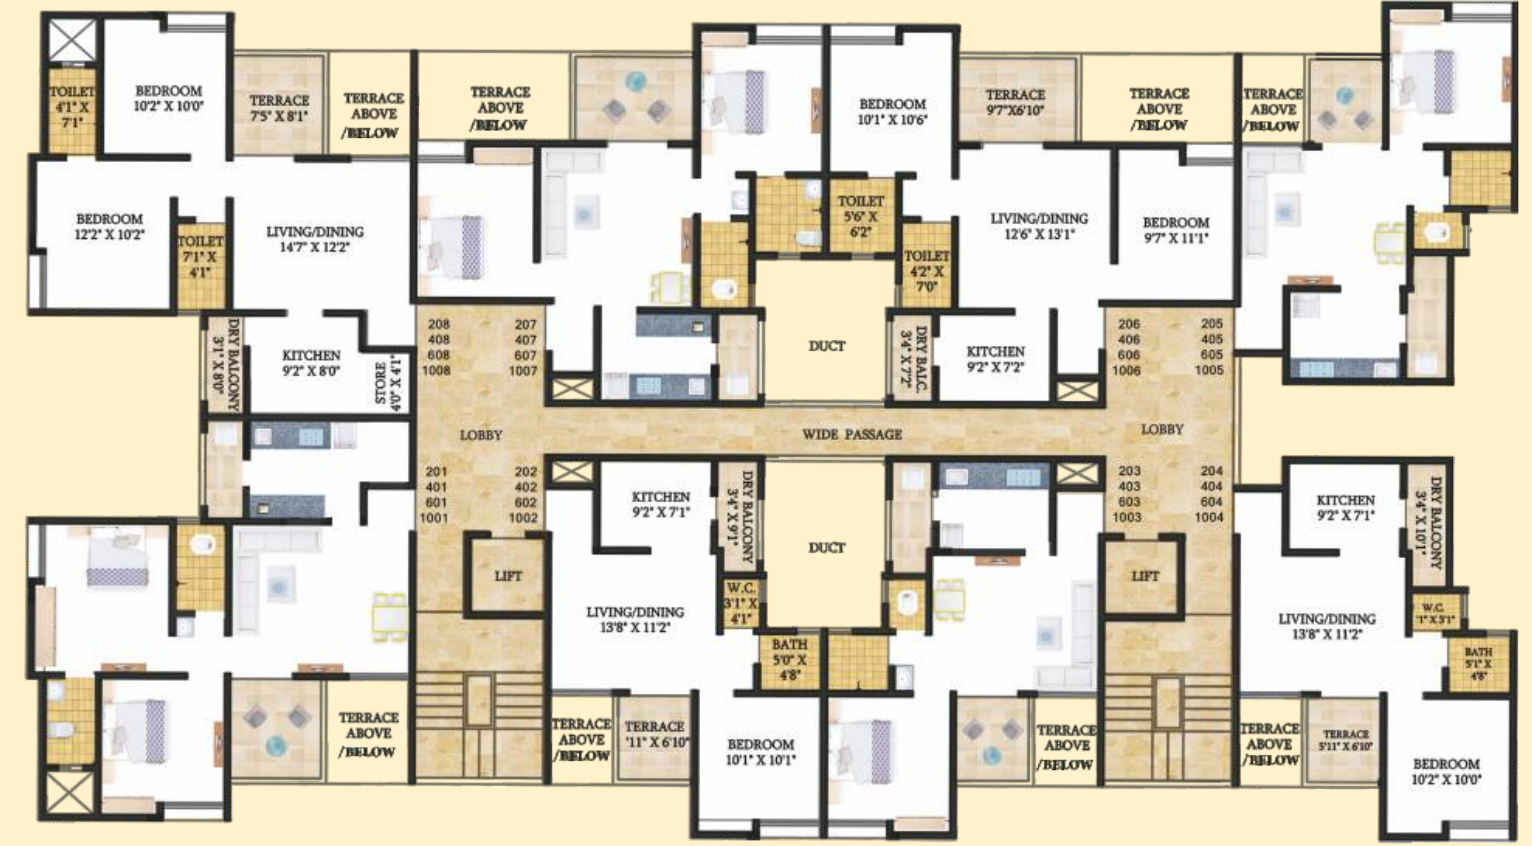 TOILET
4'1" X
7'1"
BEDROOM
10'2" X 10'0"
TERRACE
7'5" X 8'1"
TERRACE
ABOVE
/BELOW
TERRACE
ABOVE
/BELOW
BEDROOM
10'1" X 10'6"
TERRACE
9'7"X6'10"
TERRACE
ABOVE
/BELOW
TERRACE
ABOVE
/BELOW
BEDROOM
12'2" X 10'2"
TOILET
7'1" X
4'1"
LIVING/DINING
14'7" X 12'2"
TOILET
5'6" X
6'2"
TOILET
4'2" X
7'0"
LIVING/DINING
12'6" X 13'1"
BEDROOM
9'7" X 11'1"
DRY BALCONY
3'1" X 8'0"
KITCHEN
9'2" X 8'0"
STORE
4'0" X 4'1"
208
408
608
1008
207
407
607
1007
DUCT
DRY BALC.
3'4" X 7'2"
KITCHEN
9'2" X 7'2"
206
406
606
1006
205
405
605
1005
LOBBY
WIDE PASSAGE
LOBBY
201
401
601
1001
202
402
602
1002
KITCHEN
9'2" X 7'1"
DRY BALCONY
3'4" X 9'1"
DUCT
203
403
603
1003
204
404
604
1004
KITCHEN
9'2" X 7'1"
DRY BALCONY
3'4" X 10'1"
LIFT
LIVING/DINING
13'8" X 11'2"
W.C.
3'1" X
4'1"
BATH
5'0" X
4'8"
LIFT
LIVING/DINING
13'8" X 11'2"
W.C.
'1" X 3'1"
BATH
5'1" X
4'8"
TERRACE
ABOVE
/BELOW
TERRACE
ABOVE
/BELOW
TERRACE
'11" X 6'10"
BEDROOM
10'1" X 10'1"
TERRACE
ABOVE
/BELOW
TERRACE
ABOVE
/BELOW
TERRACE
5'11" X 6'10"
BEDROOM
10'2" X 10'0"